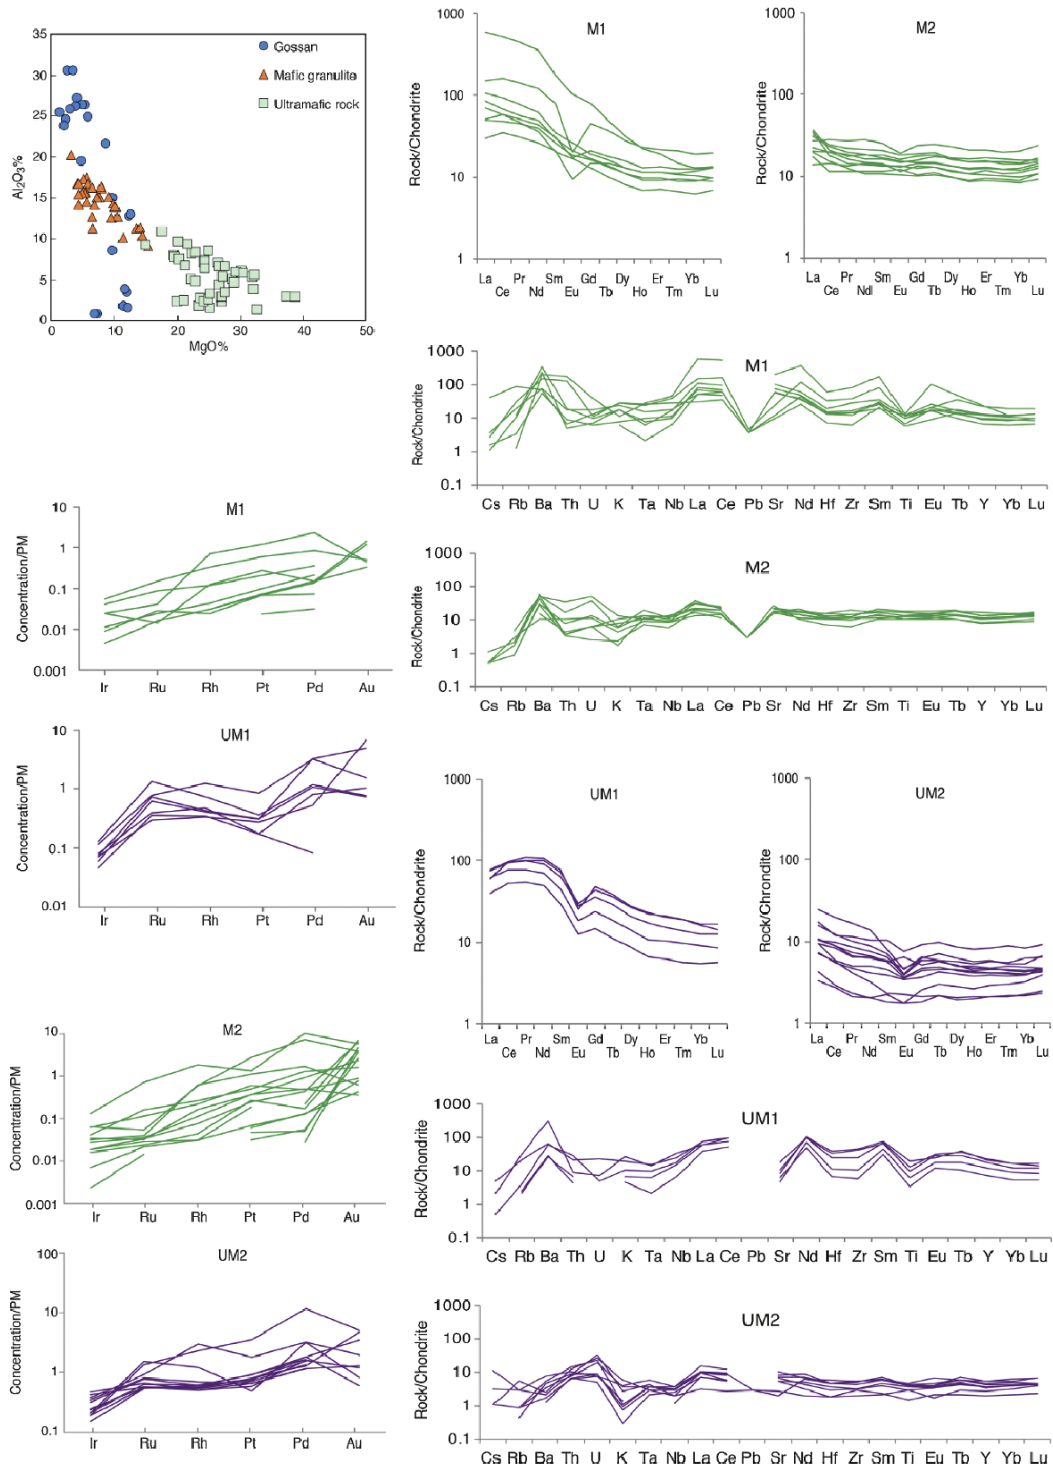 35
30
25
20
15
10
5
0
Al₂O₃%
Gossan
Mafic granulite
Ultramafic rock
0
10
20
30
40
50
MgO%
M1
1000
100
10
1
Rock/Chondrite
La Ce Pr Nd Sm Eu Gd Tb Dy Ho Er Tm Yb Lu
M2
1000
100
10
1
Rock/Chondrite
La Ce Pr Nd Sm Eu Gd Tb Dy Ho Er Tm Yb Lu
M1
1000
100
10
1
0.1
Rock/Chondrite
Cs Rb Ba Th U K Ta Nb La Ce Pb Sr Nd Hf Zr Sm Ti Eu Tb Y Yb Lu
M1
10
1
0.1
0.01
0.001
Concentration/PM
Ir Ru Rh Pt Pd Au
M2
1000
100
10
1
0.1
Rock/Chondrite
Cs Rb Ba Th U K Ta Nb La Ce Pb Sr Nd Hf Zr Sm Ti Eu Tb Y Yb Lu
UM1
10
1
0.1
0.01
Concentration/PM
Ir Ru Rh Pt Pd Au
UM1
1000
100
10
1
Rock/Chondrite
La Ce Pr Nd Sm Eu Gd Tb Dy Ho Er Tm Yb Lu
UM2
1000
100
10
1
Rock/Chrondite
La Ce Pr Nd Sm Eu Gd Tb Dy Ho Er Tm Yb Lu
M2
10
1
0.1
0.01
0.001
Concentration/PM
Ir Ru Rh Pt Pd Au
UM1
1000
100
10
1
0.1
Rock/Chondrite
Cs Rb Ba Th U K Ta Nb La Ce Pb Sr Nd Hf Zr Sm Ti Eu Tb Y Yb Lu
UM2
100
10
1
0.1
Concentration/PM
Ir Ru Rh Pt Pd Au
UM2
1000
100
10
1
0.1
Rock/Chondrite
Cs Rb Ba Th U K Ta Nb La Ce Pb Sr Nd Hf Zr Sm Ti Eu Tb Y Yb Lu